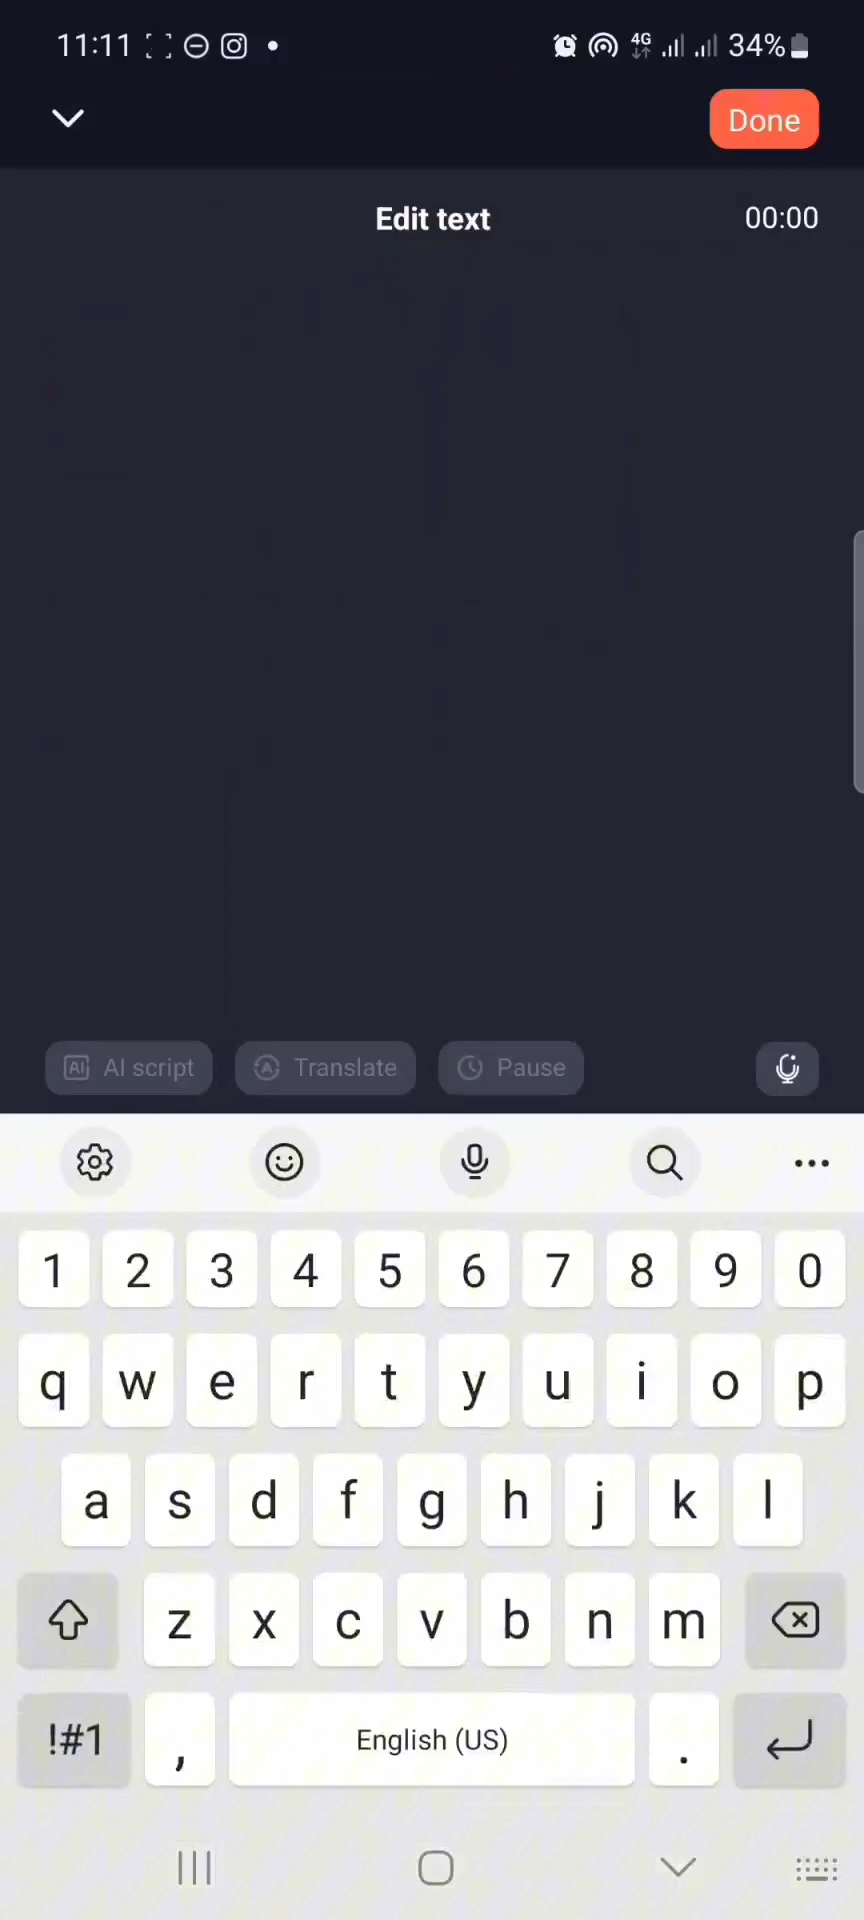 11:11 4G 34%
Done
Edit text 00:00
AI AI script A Translate Pause
1 2 3 4 5 6 7 8 9 0
q w e r t y u i o p
a s d f g h j k l
z x c v b n m
!#1 , English (US) .